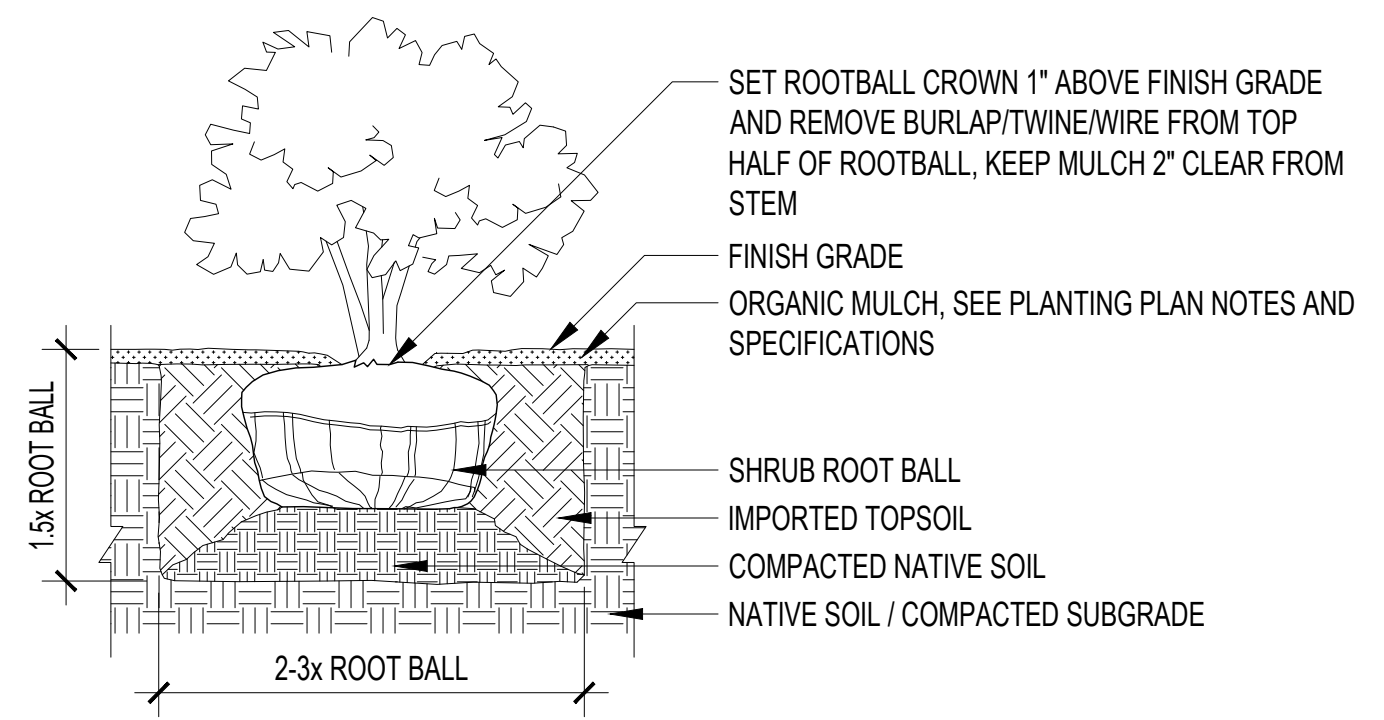 SET ROOTBALL CROWN 1" ABOVE FINISH GRADE
AND REMOVE BURLAP/TWINE/WIRE FROM TOP
HALF OF ROOTBALL, KEEP MULCH 2" CLEAR FROM
STEM
FINISH GRADE
ORGANIC MULCH, SEE PLANTING PLAN NOTES AND
SPECIFICATIONS
SHRUB ROOT BALL
IMPORTED TOPSOIL
COMPACTED NATIVE SOIL
NATIVE SOIL / COMPACTED SUBGRADE
1.5x ROOT BALL
2-3x ROOT BALL